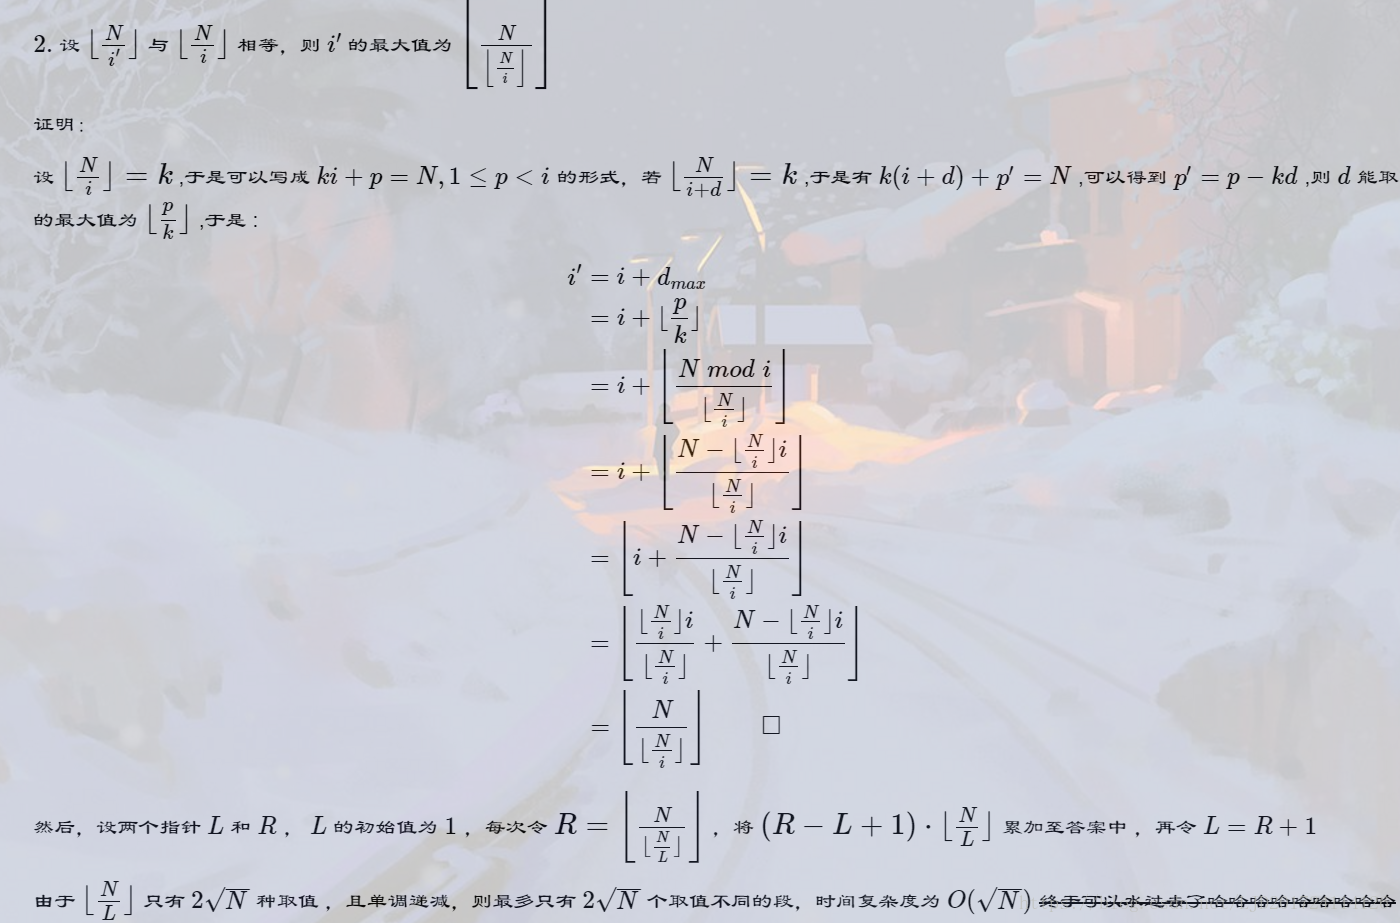 2. 设 ⌊N/i′⌋ 与 ⌊N/i⌋ 相等，则 i′ 的最大值为 ⌊N/⌊N/i⌋⌋
证明：
设 ⌊N/i⌋ = k ,于是可以写成 ki + p = N, 1 ≤ p < i 的形式，若 ⌊N/(i+d)⌋ = k ,于是有 k(i + d) + p′ = N ,可以得到 p′ = p − kd ,则 d 能取
的最大值为 ⌊p/k⌋ ,于是：
i′ = i + d_max
= i + ⌊p/k⌋
= i + ⌊(N mod i)/⌊N/i⌋⌋
= i + ⌊(N − ⌊N/i⌋i)/⌊N/i⌋⌋
= ⌊i + (N − ⌊N/i⌋i)/⌊N/i⌋⌋
= ⌊(⌊N/i⌋i)/⌊N/i⌋ + (N − ⌊N/i⌋i)/⌊N/i⌋⌋
= ⌊N/⌊N/i⌋⌋ □
然后，设两个指针 L 和 R ，L 的初始值为 1 ，每次令 R = ⌊N/⌊N/L⌋⌋ ，将 (R − L + 1) · ⌊N/L⌋ 累加至答案中 ，再令 L = R + 1
由于 ⌊N/L⌋ 只有 2√N 种取值 ，且单调递减，则最多只有 2√N 个取值不同的段，时间复杂度为 O(√N) 终于可以水过去了哈哈哈哈哈哈哈哈